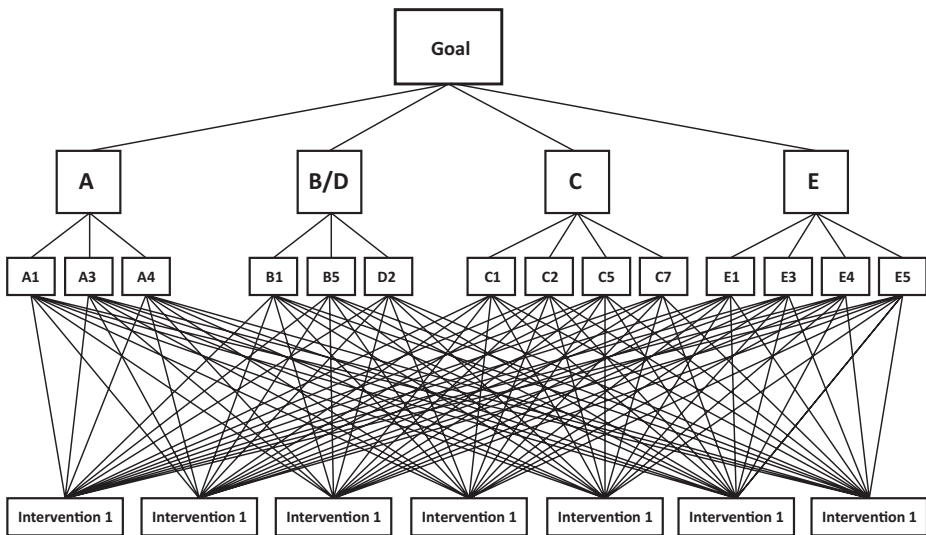 Goal
A
B/D
C
E
A1
A3
A4
B1
B5
D2
C1
C2
C5
C7
E1
E3
E4
E5
Intervention 1
Intervention 1
Intervention 1
Intervention 1
Intervention 1
Intervention 1
Intervention 1